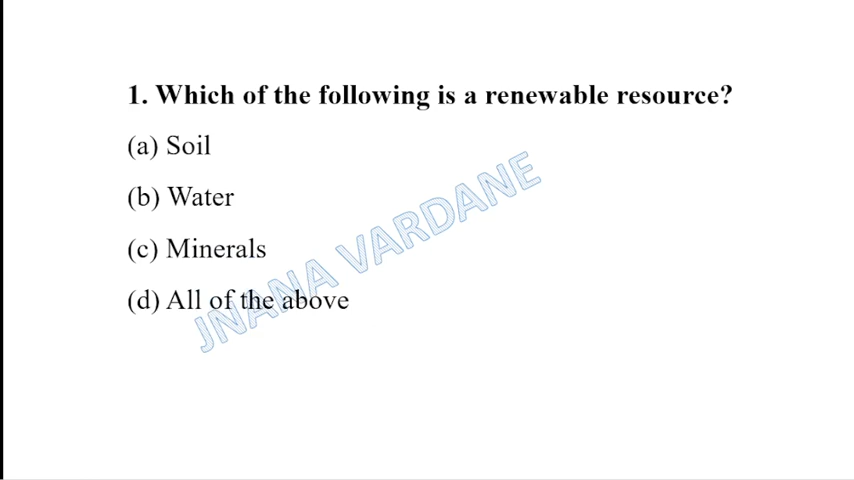 1. Which of the following is a renewable resource?
(a) Soil
(b) Water
(c) Minerals
(d) All of the above
JNANA VARDANE